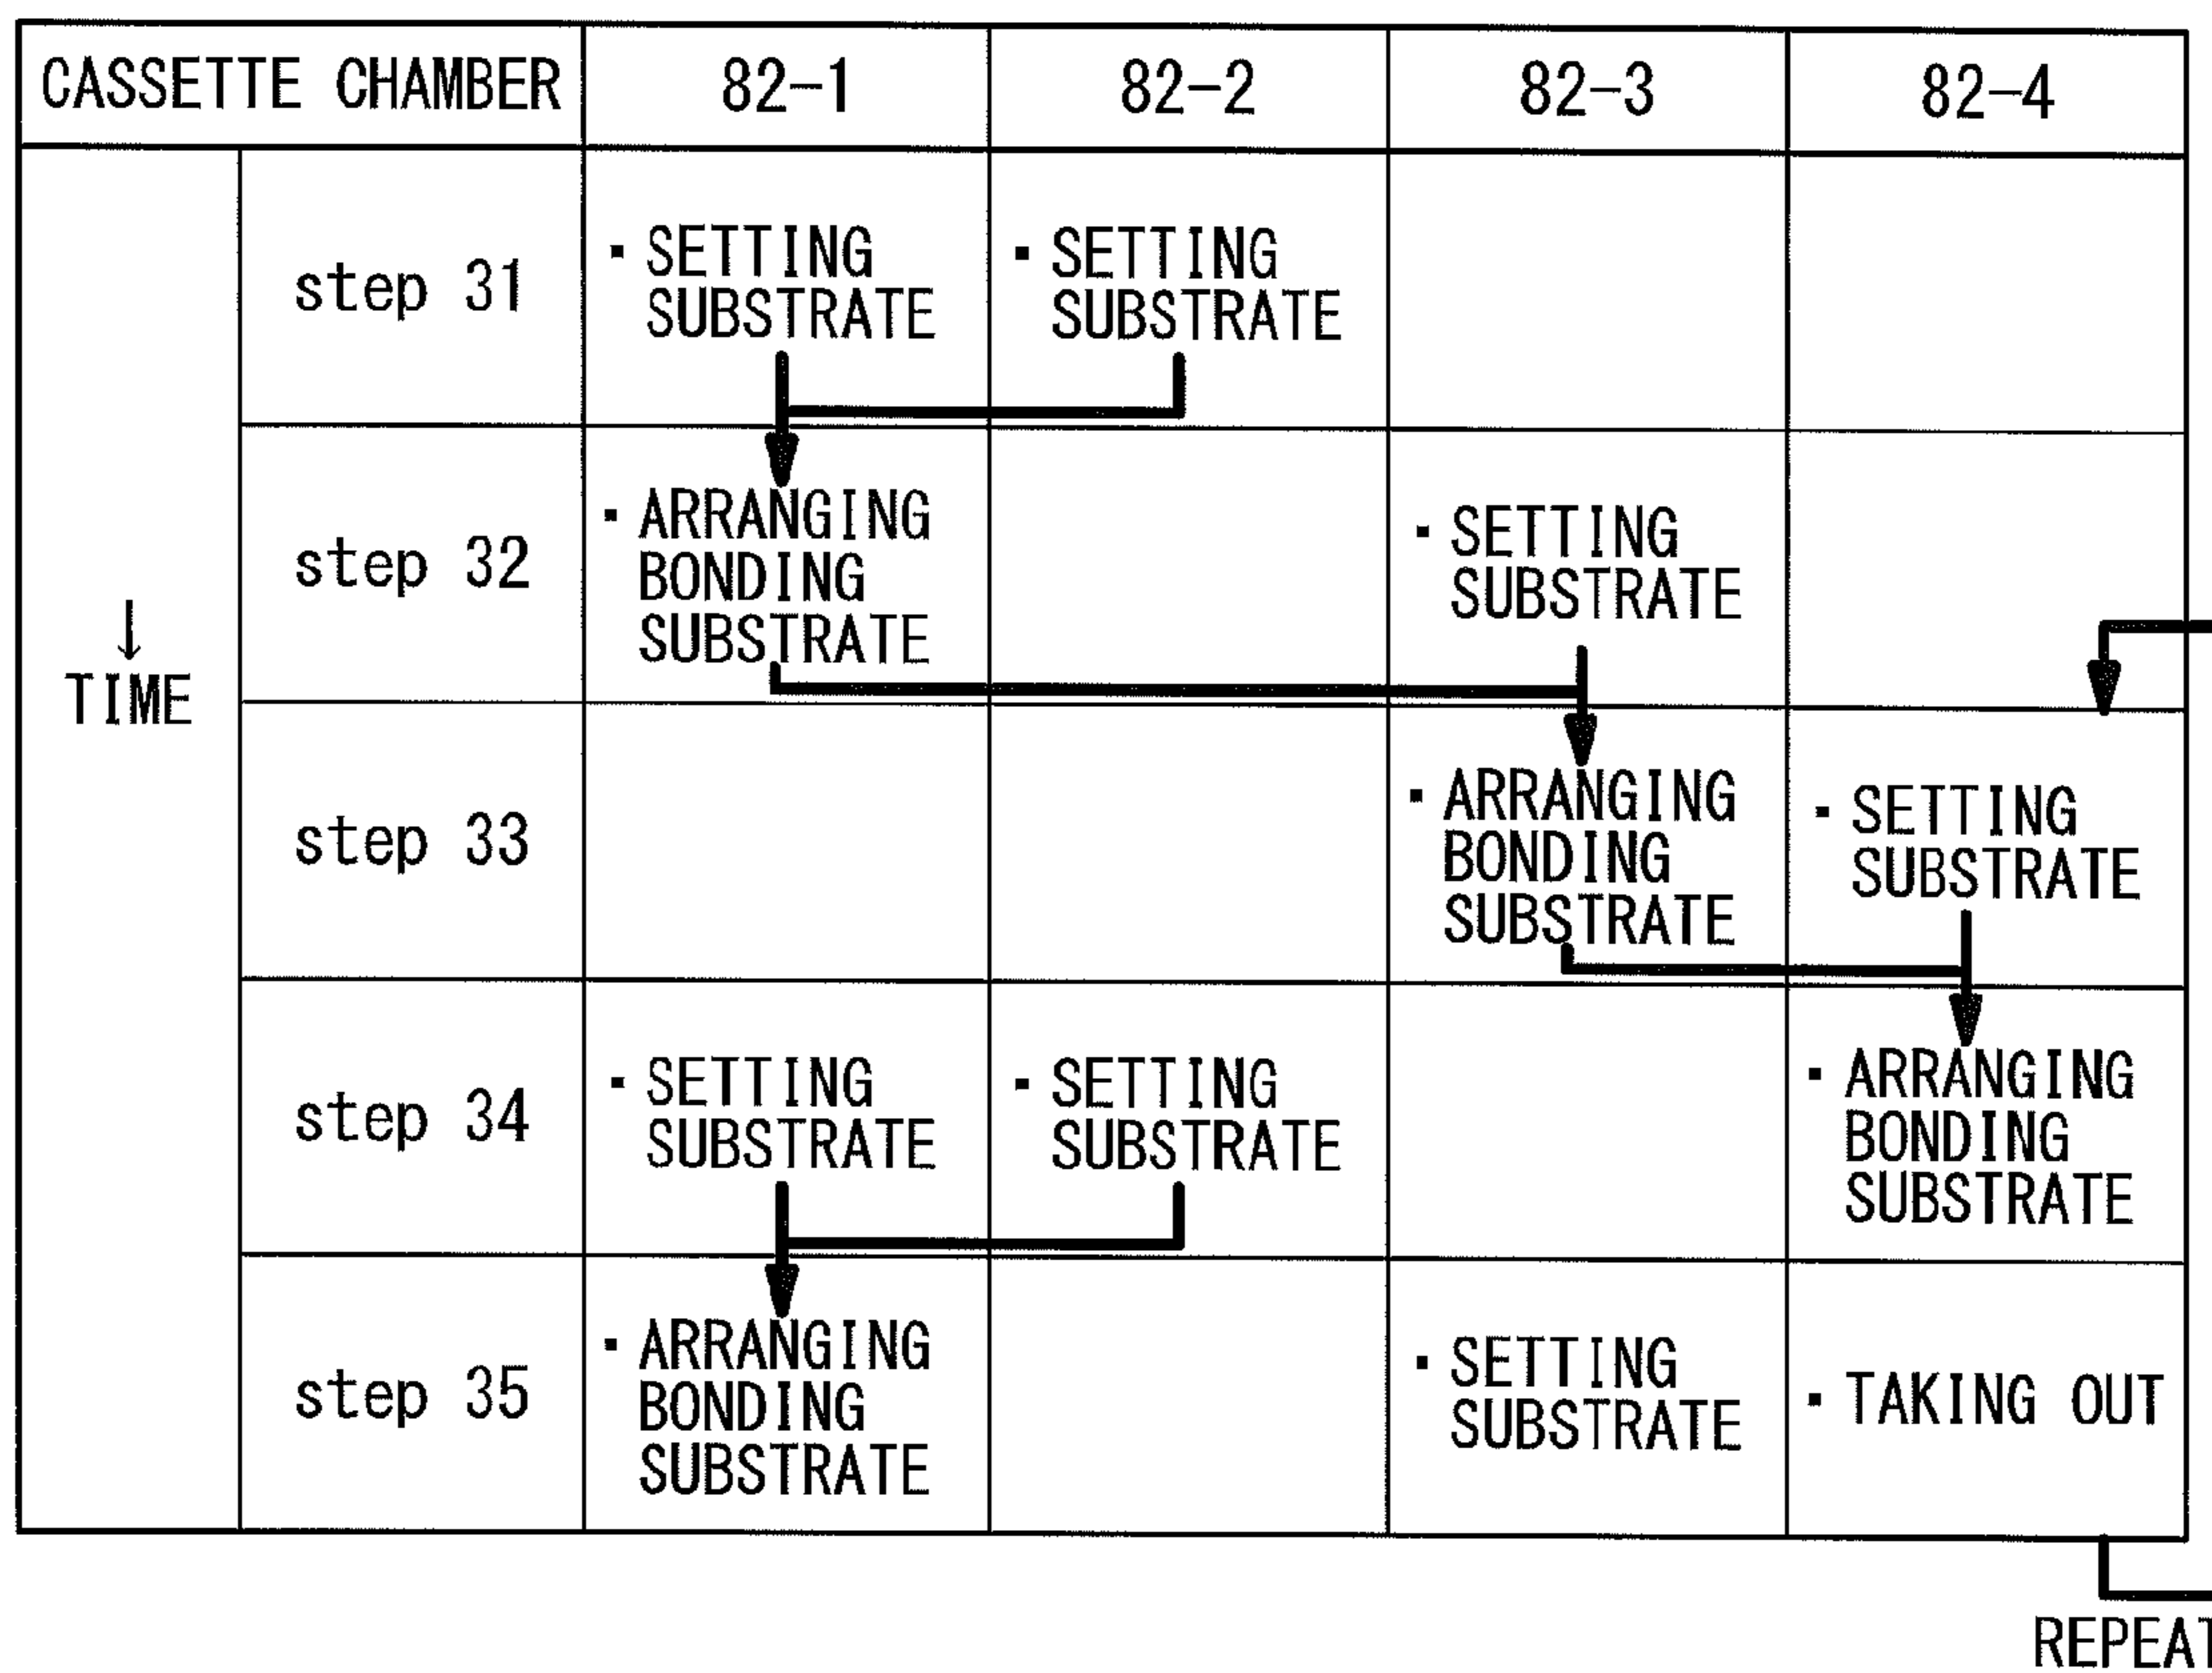 CASSETTE CHAMBER 82-1 82-2 82-3 82-4
↓
TIME
step 31
▪ SETTING
SUBSTRATE
▪ SETTING
SUBSTRATE
step 32
▪ ARRANGING
BONDING
SUBSTRATE
▪ SETTING
SUBSTRATE
step 33
▪ ARRANGING
BONDING
SUBSTRATE
▪ SETTING
SUBSTRATE
step 34
▪ SETTING
SUBSTRATE
▪ SETTING
SUBSTRATE
▪ ARRANGING
BONDING
SUBSTRATE
step 35
▪ ARRANGING
BONDING
SUBSTRATE
▪ SETTING
SUBSTRATE
▪ TAKING OUT
REPEAT